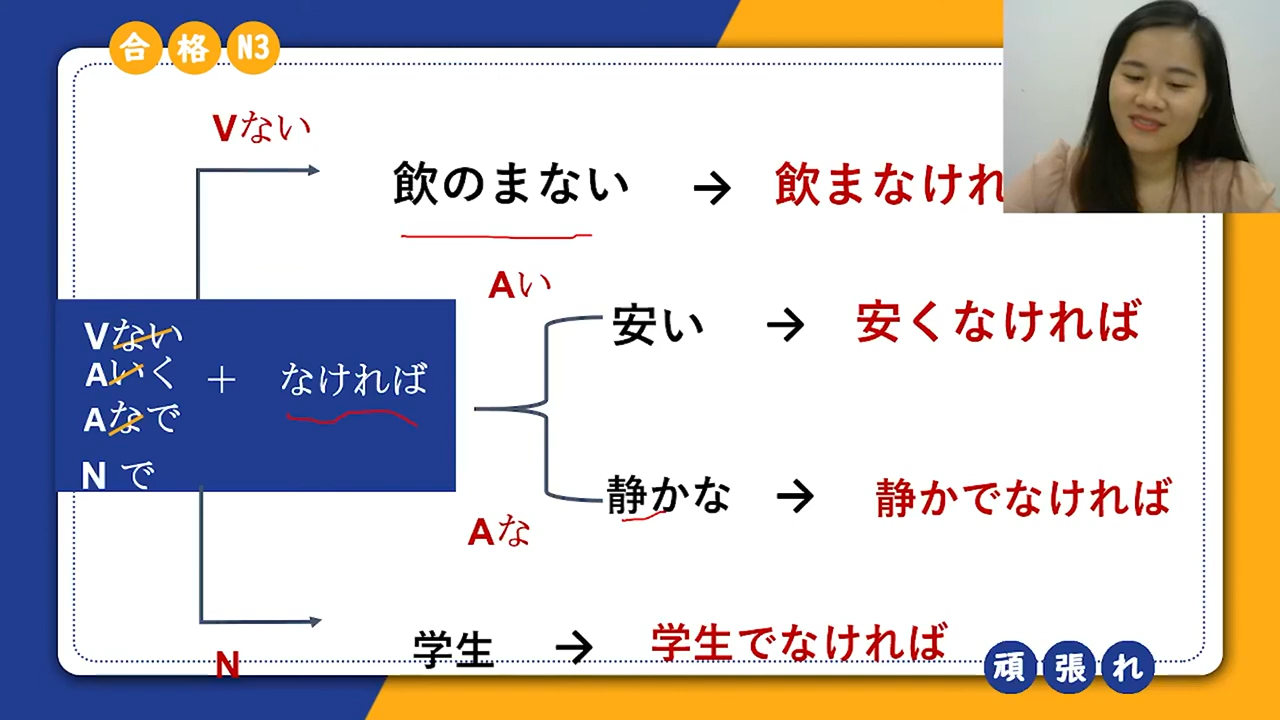 合格N3
Vない
飲のまない → 飲まなけれ
Aい
安い → 安くなければ
Vない
Aいく
Aなで
N で
+ なければ
静かな → 静かでなければ
Aな
学生 → 学生でなければ
N
頑張れ